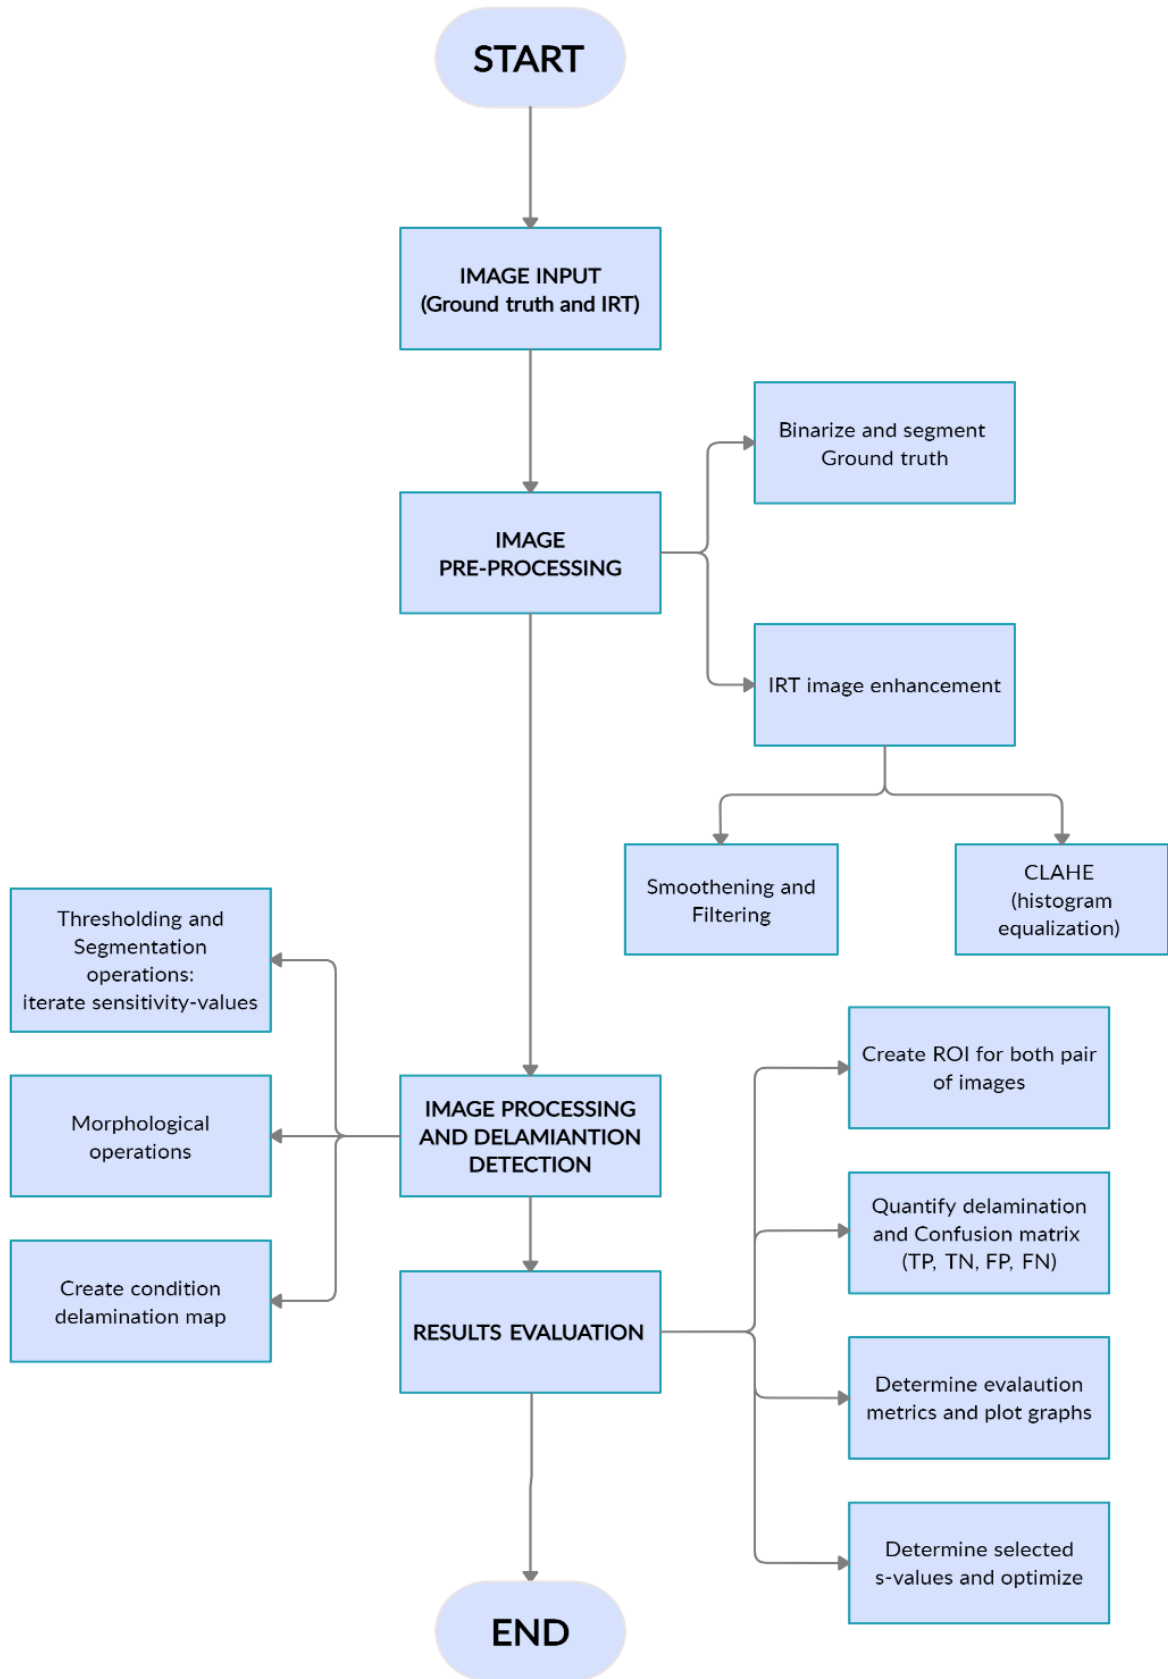 START
IMAGE INPUT
(Ground truth and IRT)
Binarize and segment
Ground truth
IMAGE
PRE-PROCESSING
IRT image enhancement
Smoothening and
Filtering
CLAHE
(histogram
equalization)
Thresholding and
Segmentation
operations:
iterate sensitivity-values
Morphological
operations
Create condition
delamination map
IMAGE PROCESSING
AND DELAMIANTION
DETECTION
Create ROI for both pair
of images
Quantify delamination
and Confusion matrix
(TP, TN, FP, FN)
RESULTS EVALUATION
Determine evalaution
metrics and plot graphs
Determine selected
s-values and optimize
END